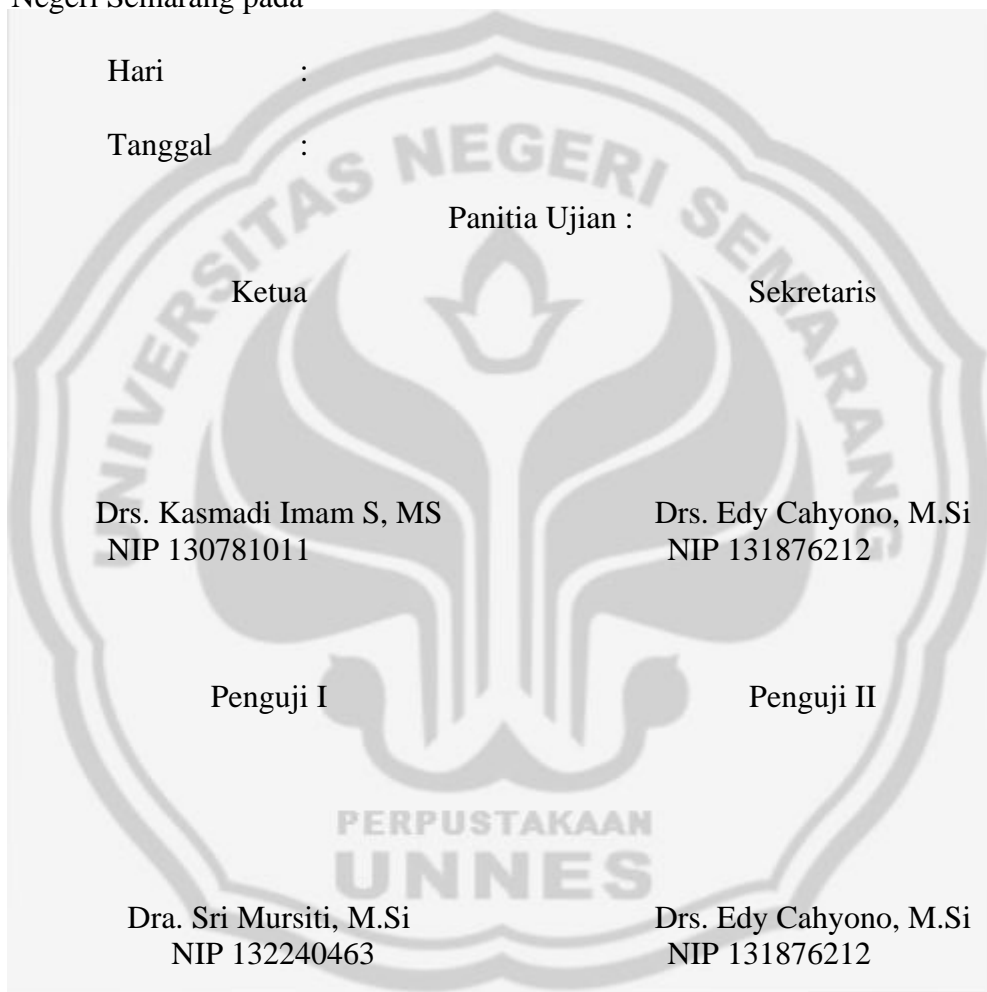 Negeri Semarang pada
Hari :
Tanggal :
Panitia Ujian :
Ketua Sekretaris
Drs. Kasmadi Imam S, MS Drs. Edy Cahyono, M.Si
NIP 130781011 NIP 131876212
Penguji I Penguji II
Dra. Sri Mursiti, M.Si Drs. Edy Cahyono, M.Si
NIP 132240463 NIP 131876212
UNIVERSITAS NEGERI SEMARANG
PERPUSTAKAAN
UNNES